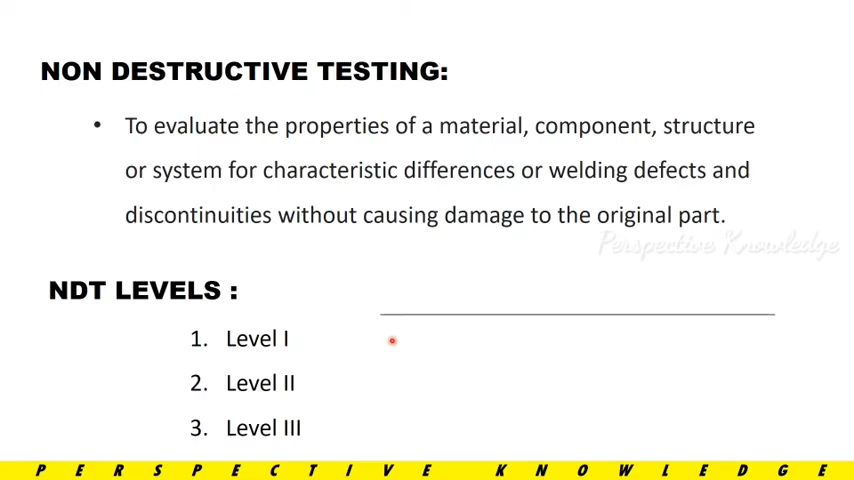 NON DESTRUCTIVE TESTING:
• To evaluate the properties of a material, component, structure
or system for characteristic differences or welding defects and
discontinuities without causing damage to the original part.
Perspective Knowledge
NDT LEVELS :
1. Level I
2. Level II
3. Level III
PERSPECTIVE KNOWLEDGE